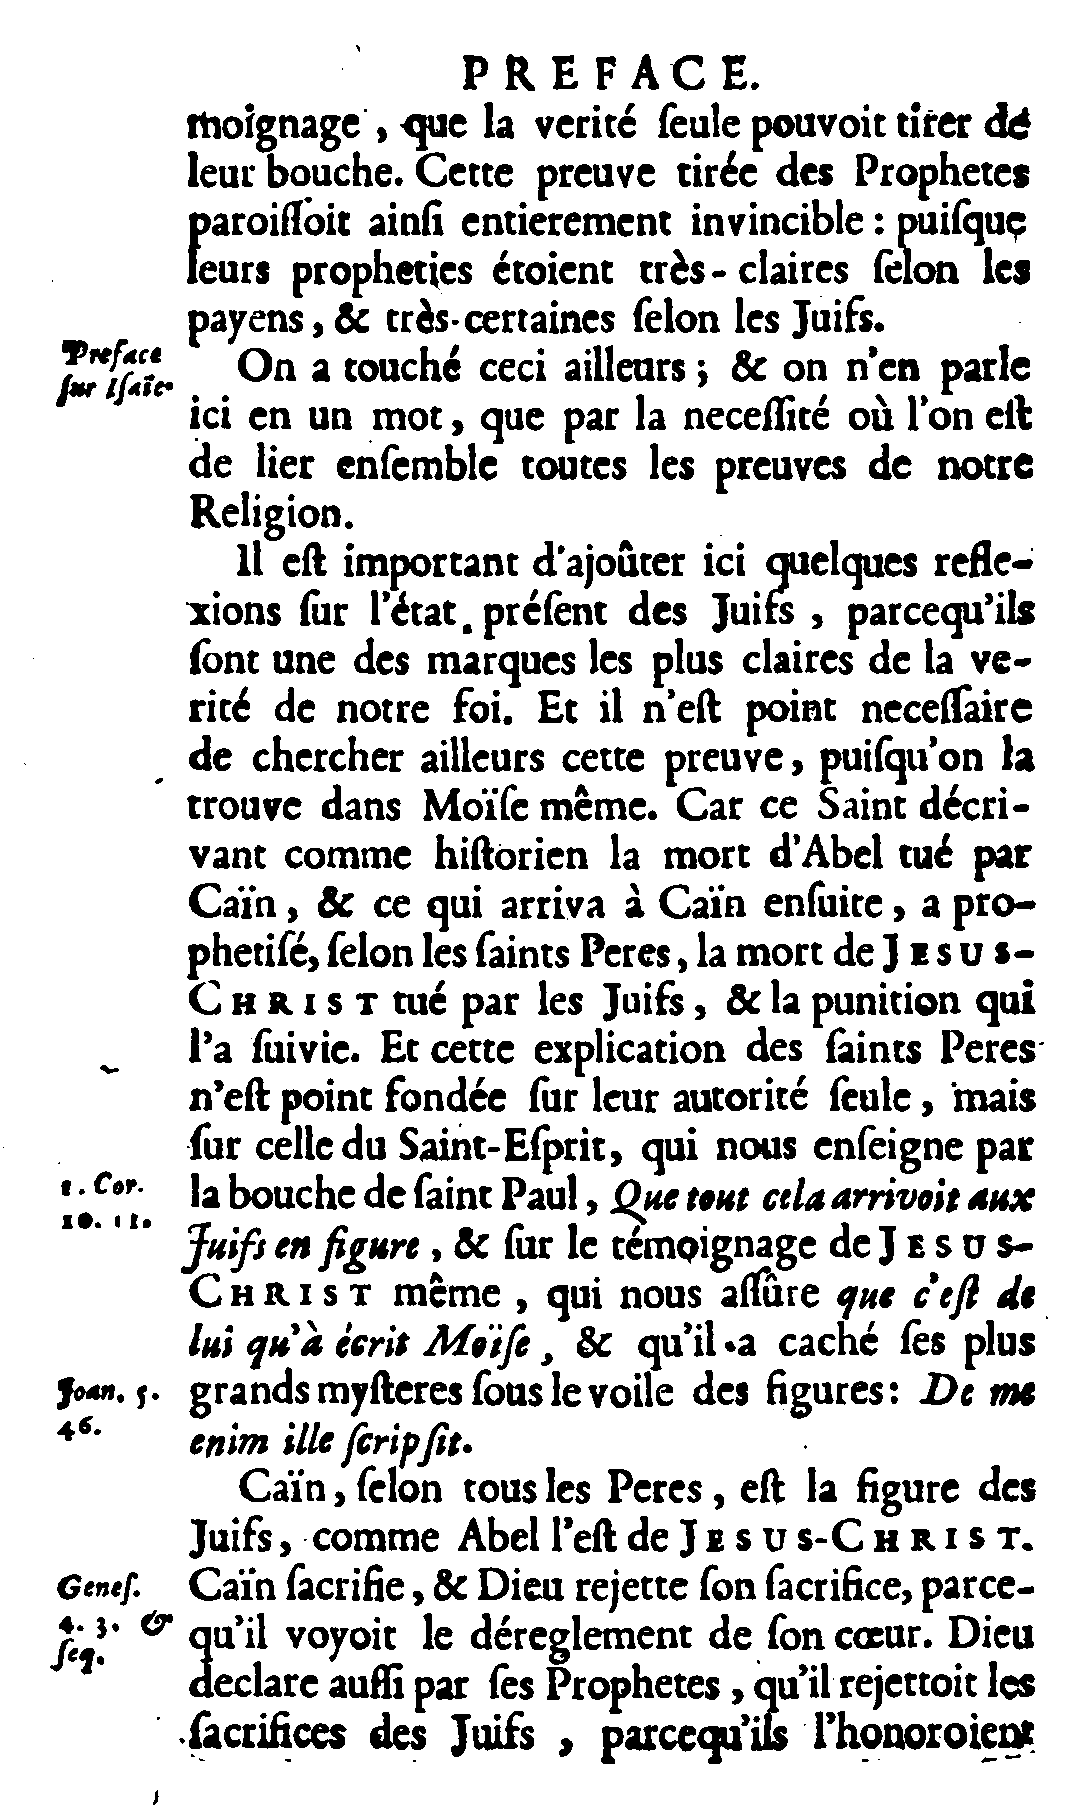 PREFACE.
moignage, que la verité ſeule pouvoit tirer de
leur bouche. Cette preuve tirée des Prophetes
paroiſſoit ainſi entierement invincible : puiſque
leurs propheties étoient très-claires ſelon les
payens, & très-certaines ſelon les Juifs.
Preface
ſur Iſaïe.
On a touché ceci ailleurs ; & on n'en parle
ici en un mot, que par la neceſſité où l'on eſt
de lier enſemble toutes les preuves de notre
Religion.
Il eſt important d'ajoûter ici quelques refle-
xions ſur l'état préſent des Juifs, parcequ'ils
ſont une des marques les plus claires de la ve-
rité de notre foi. Et il n'eſt point neceſſaire
de chercher ailleurs cette preuve, puiſqu'on la
trouve dans Moïſe même. Car ce Saint décri-
vant comme hiſtorien la mort d'Abel tué par
Caïn, & ce qui arriva à Caïn enſuite, a pro-
phetiſé, ſelon les ſaints Peres, la mort de JESUS-
CHRIST tué par les Juifs, & la punition qui
l'a ſuivie. Et cette explication des ſaints Peres
n'eſt point fondée ſur leur autorité ſeule, mais
ſur celle du Saint-Eſprit, qui nous enſeigne par
1. Cor.
10. 11.
la bouche de ſaint Paul, Que tout cela arrivoit aux
Juifs en figure, & ſur le témoignage de JESUS-
CHRIST même, qui nous aſſûre que c'eſt de
lui qu'à écrit Moïſe, & qu'il a caché ſes plus
Joan. 5.
46.
grands myſteres ſous le voile des figures : De me
enim ille ſcripſit.
Caïn, ſelon tous les Peres, eſt la figure des
Juifs, comme Abel l'eſt de JESUS-CHRIST.
Geneſ.
4. 3. &
ſeq.
Caïn ſacrifie, & Dieu rejette ſon ſacrifice, parce-
qu'il voyoit le déreglement de ſon cœur. Dieu
declare auſſi par ſes Prophetes, qu'il rejettoit les
ſacrifices des Juifs, parcequ'ils l'honoroient